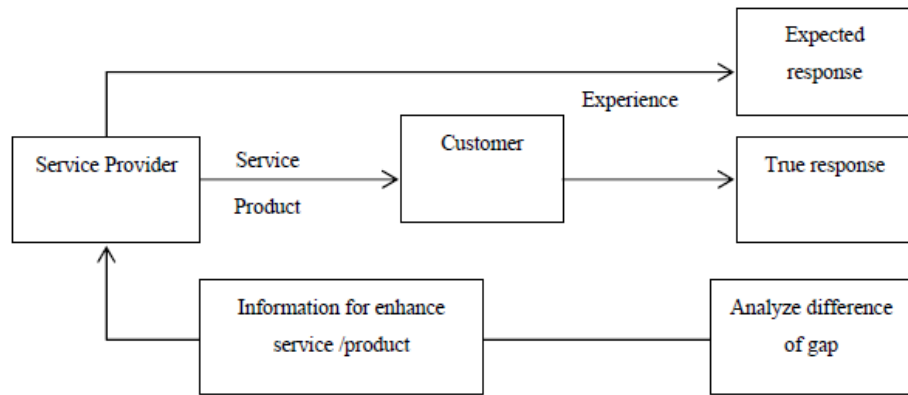 Expected
response
Experience
Service Provider
Service
Product
Customer
True response
Information for enhance
service /product
Analyze difference
of gap